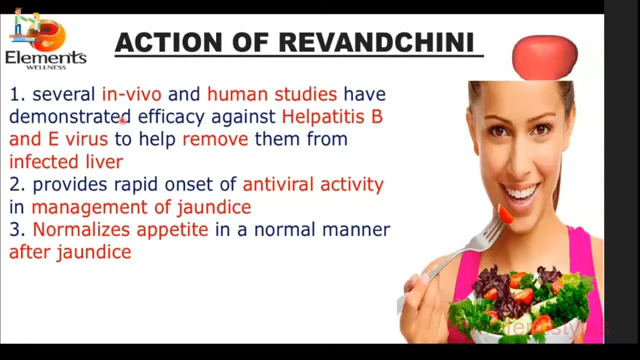 Elements
WELLNESS
ACTION OF REVANDCHINI
1. several in-vivo and human studies have
demonstrated efficacy against Helpatitis B
and E virus to help remove them from
infected liver
2. provides rapid onset of antiviral activity
in management of jaundice
3. Normalizes appetite in a normal manner
after jaundice